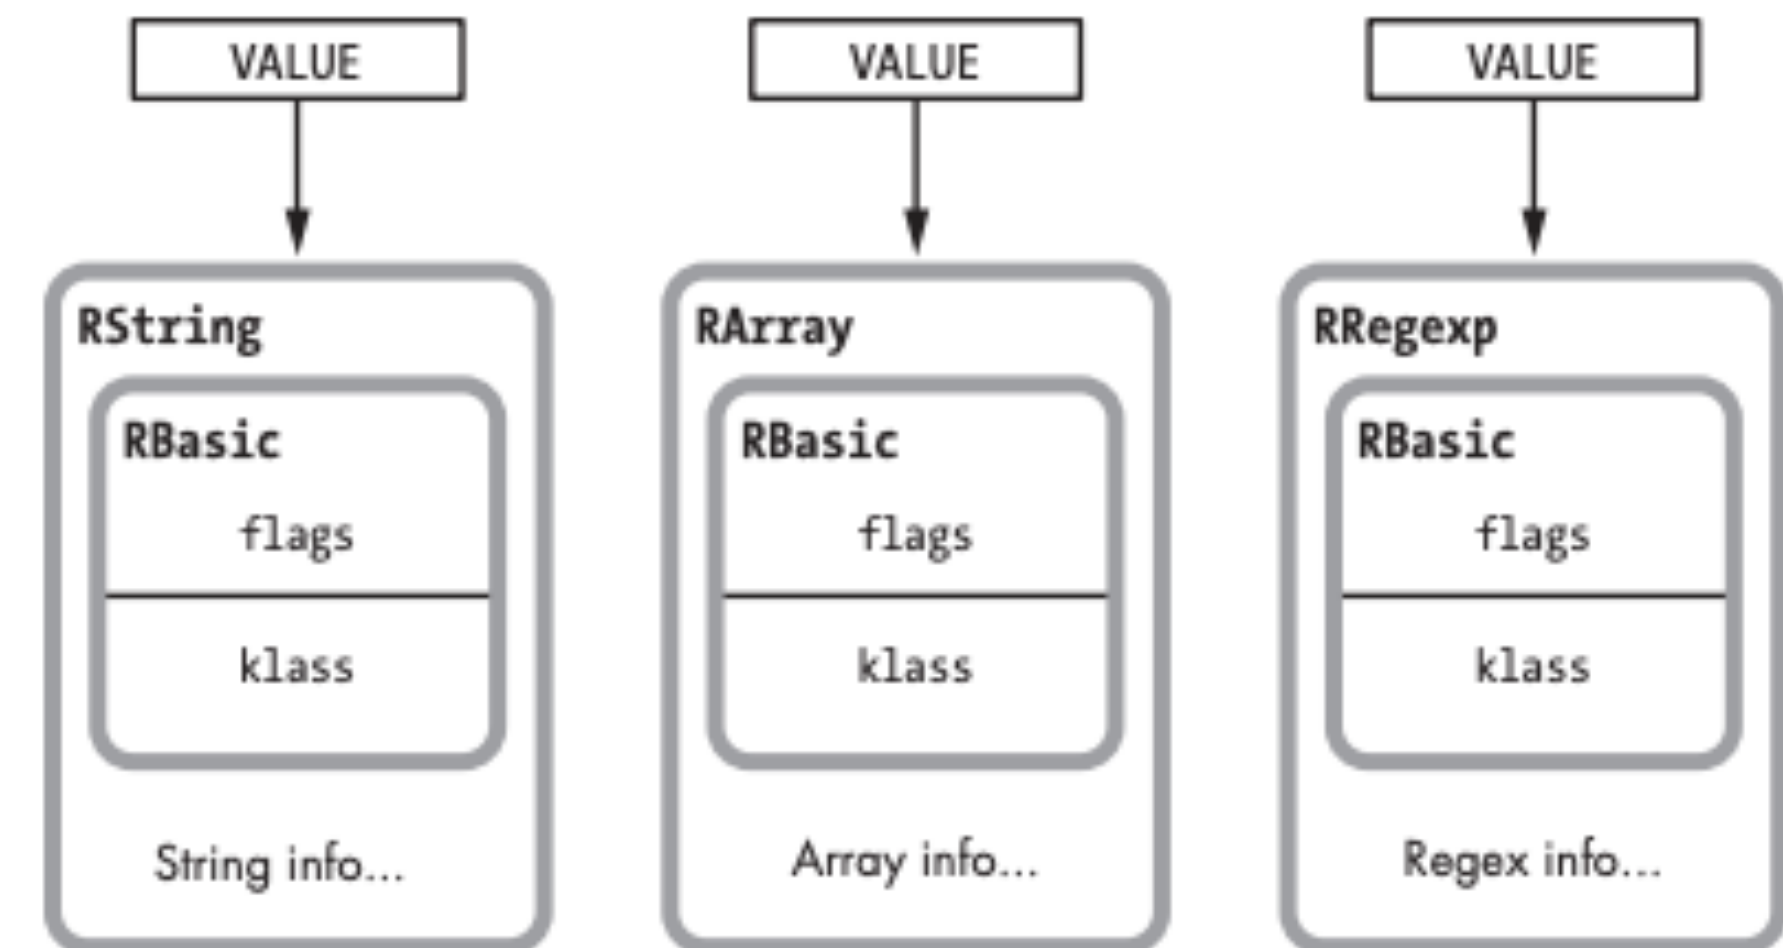 VALUE VALUE VALUE
RString RArray RRegexp
RBasic RBasic RBasic
flags flags flags
klass klass klass
String info... Array info... Regex info...